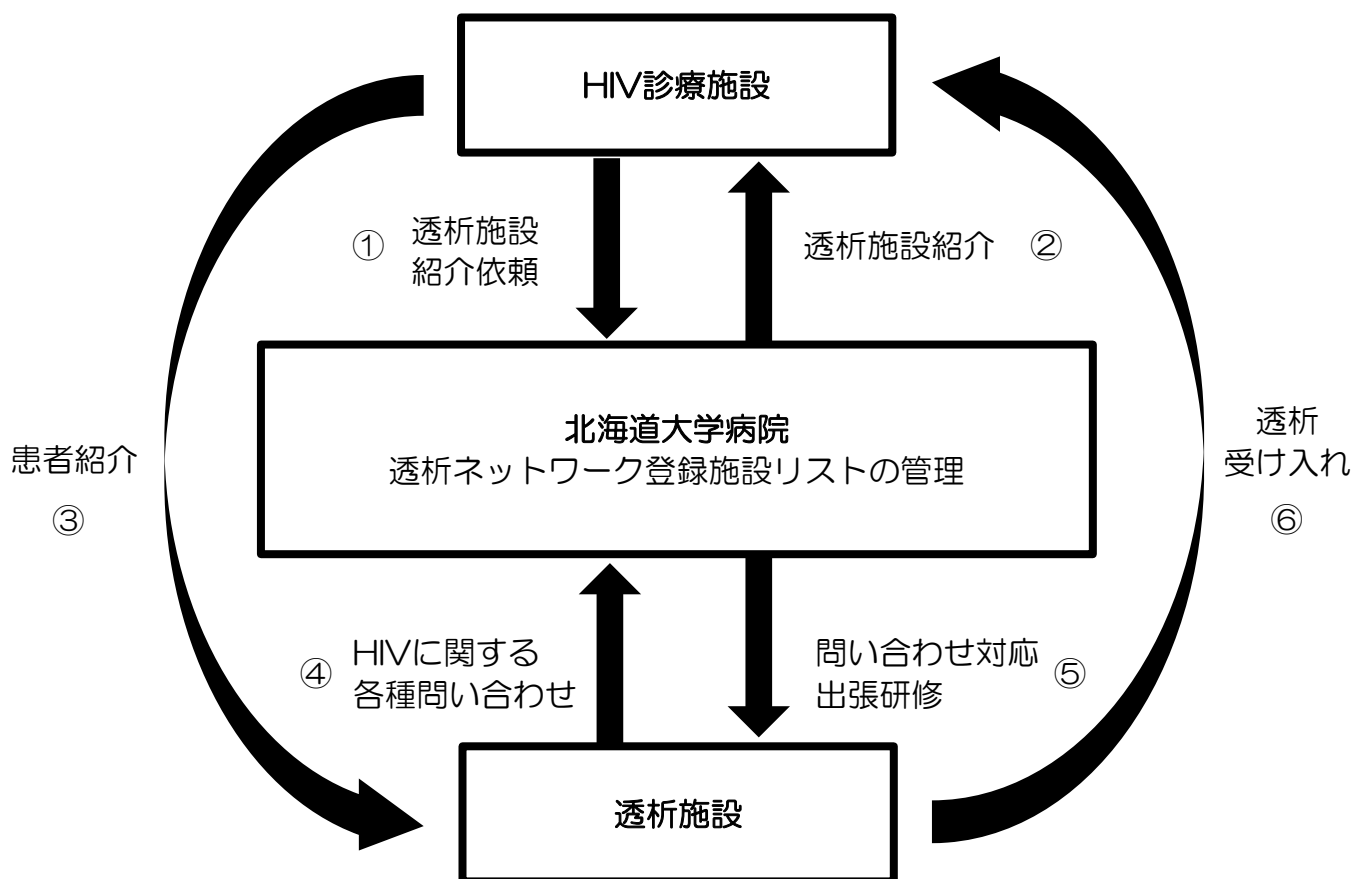 HIV診療施設
① 透析施設
紹介依頼
透析施設紹介 ②
北海道大学病院
透析ネットワーク登録施設リストの管理
患者紹介
③
透析
受け入れ
⑥
④ HIVに関する
各種問い合わせ
問い合わせ対応
出張研修 ⑤
透析施設